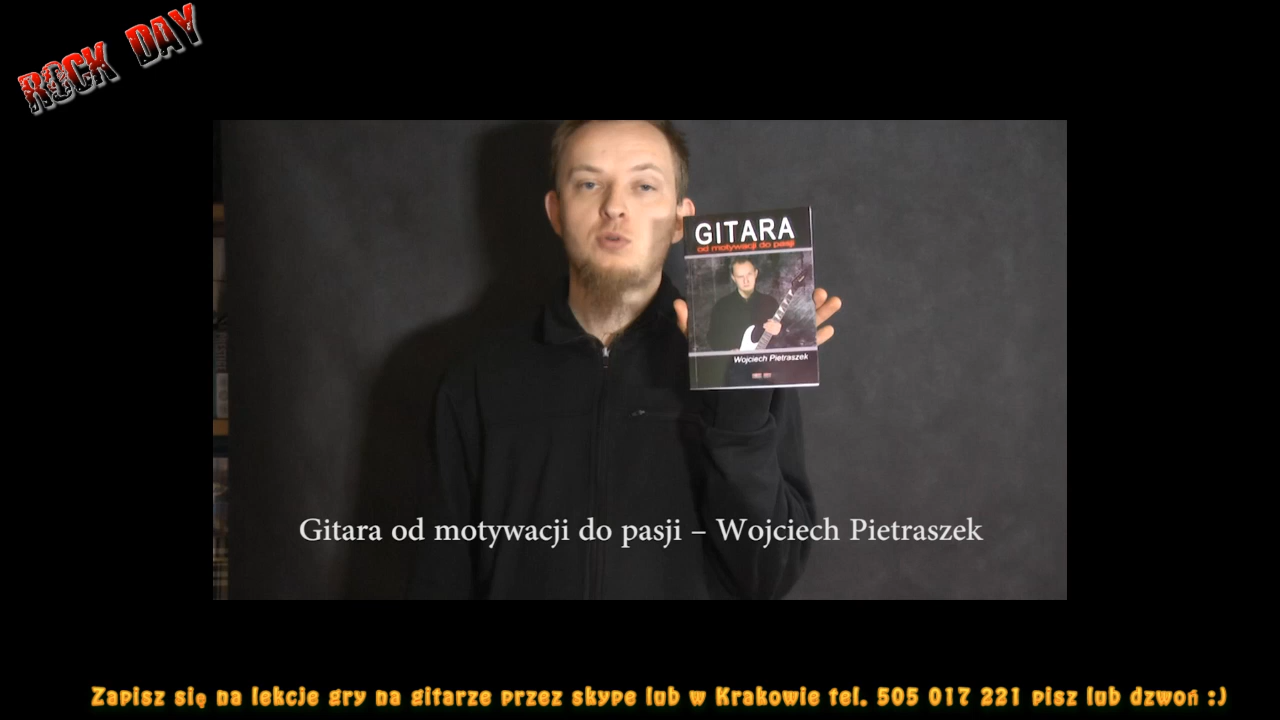 ROCK DAY
GITARA
od motywacji do pasji
Wojciech Pietraszek
Gitara od motywacji do pasji – Wojciech Pietraszek
Zapisz się na lekcje gry na gitarze przez skype lub w Krakowie tel. 505 017 221 pisz lub dzwoń :)